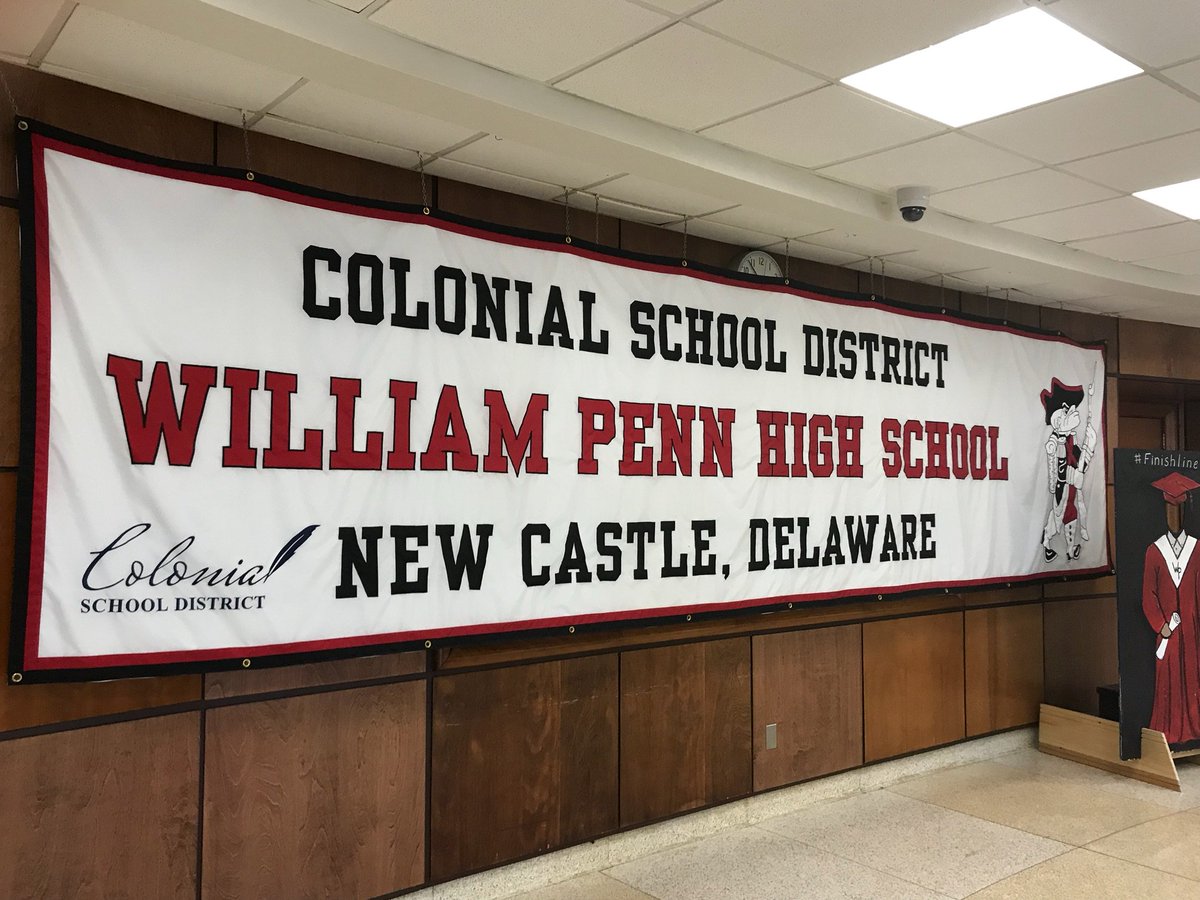 COLONIAL SCHOOL DISTRICT
WILLIAM PENN HIGH SCHOOL
NEW CASTLE, DELAWARE
Colonial
SCHOOL DISTRICT
#Finishline